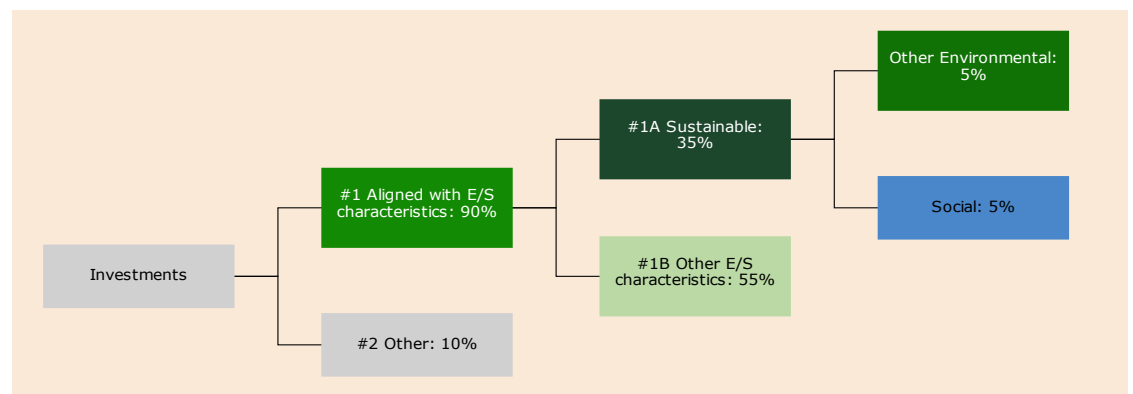 Other Environmental:
5%
#1A Sustainable:
35%
#1 Aligned with E/S
characteristics: 90%
Social: 5%
#1B Other E/S
characteristics: 55%
Investments
#2 Other: 10%